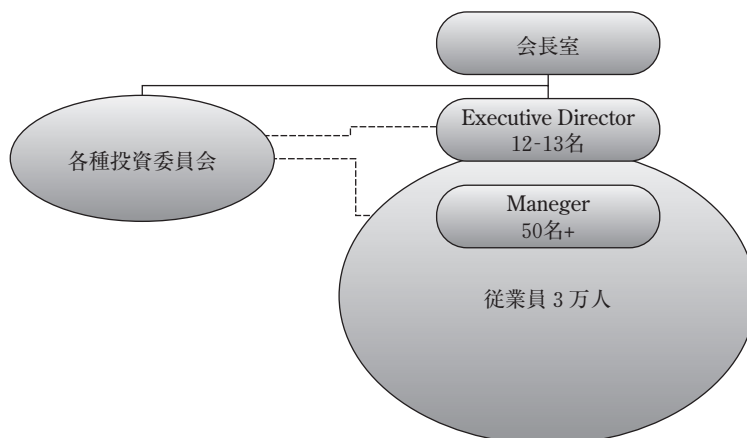 会長室
Executive Director
12-13名
各種投資委員会
Maneger
50名+
従業員 3 万人